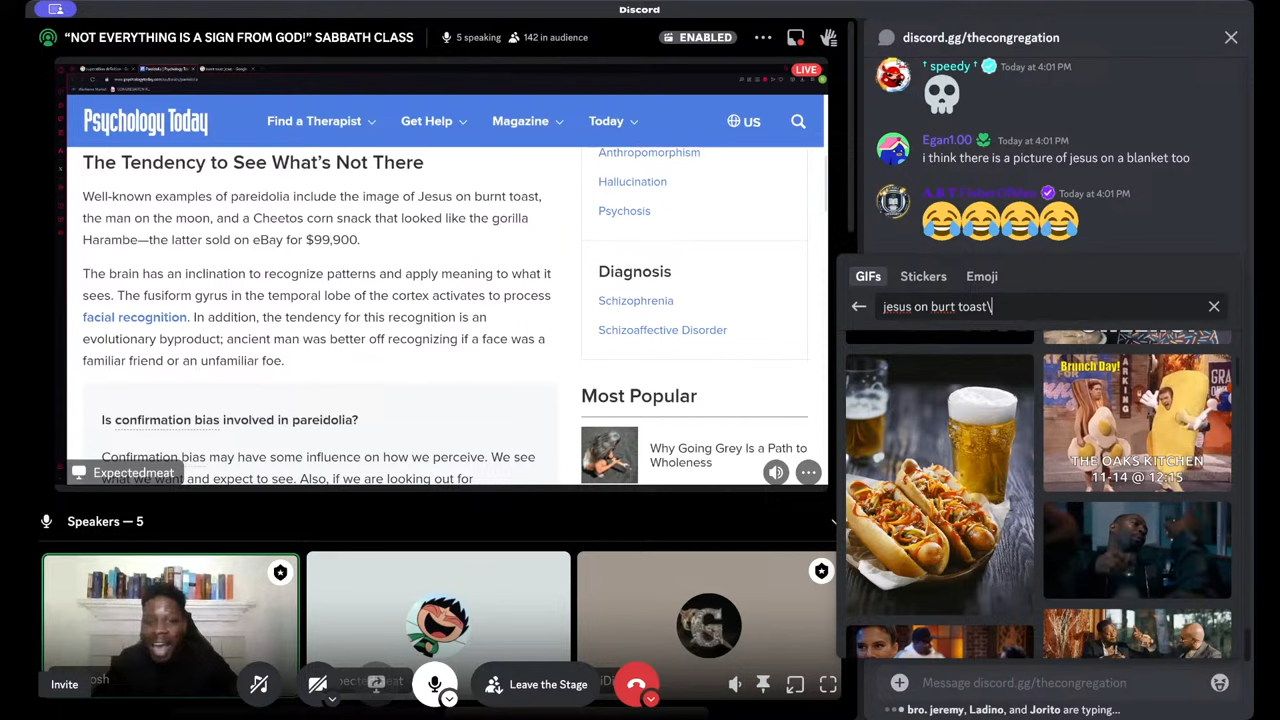 Discord
“NOT EVERYTHING IS A SIGN FROM GOD!” SABBATH CLASS
5 speaking
142 in audience
ENABLED
LIVE
Psychology Today
Find a Therapist
Get Help
Magazine
Today
US
The Tendency to See What’s Not There
Well-known examples of pareidolia include the image of Jesus on burnt toast,
the man on the moon, and a Cheetos corn snack that looked like the gorilla
Harambe—the latter sold on eBay for $99,900.
The brain has an inclination to recognize patterns and apply meaning to what it
sees. The fusiform gyrus in the temporal lobe of the cortex activates to process
facial recognition. In addition, the tendency for this recognition is an
evolutionary byproduct; ancient man was better off recognizing if a face was a
familiar friend or an unfamiliar foe.
Is confirmation bias involved in pareidolia?
Confirmation bias may have some influence on how we perceive. We see
what we want and expect to see. Also, if we are looking out for
Anthropomorphism
Hallucination
Psychosis
Diagnosis
Schizophrenia
Schizoaffective Disorder
Most Popular
Why Going Grey Is a Path to
Wholeness
Expectedmeat
Speakers — 5
Invite
osh
Leave the Stage
discord.gg/thecongregation
† speedy †
Today at 4:01 PM
Egan1.00
Today at 4:01 PM
i think there is a picture of jesus on a blanket too
Today at 4:01 PM
GIFs
Stickers
Emoji
jesus on burt toast\
Brunch Day!
THE OAKS KITCHEN
11-14 @ 12:15
Message discord.gg/thecongregation
bro. jeremy, Ladino, and Jorito are typing...